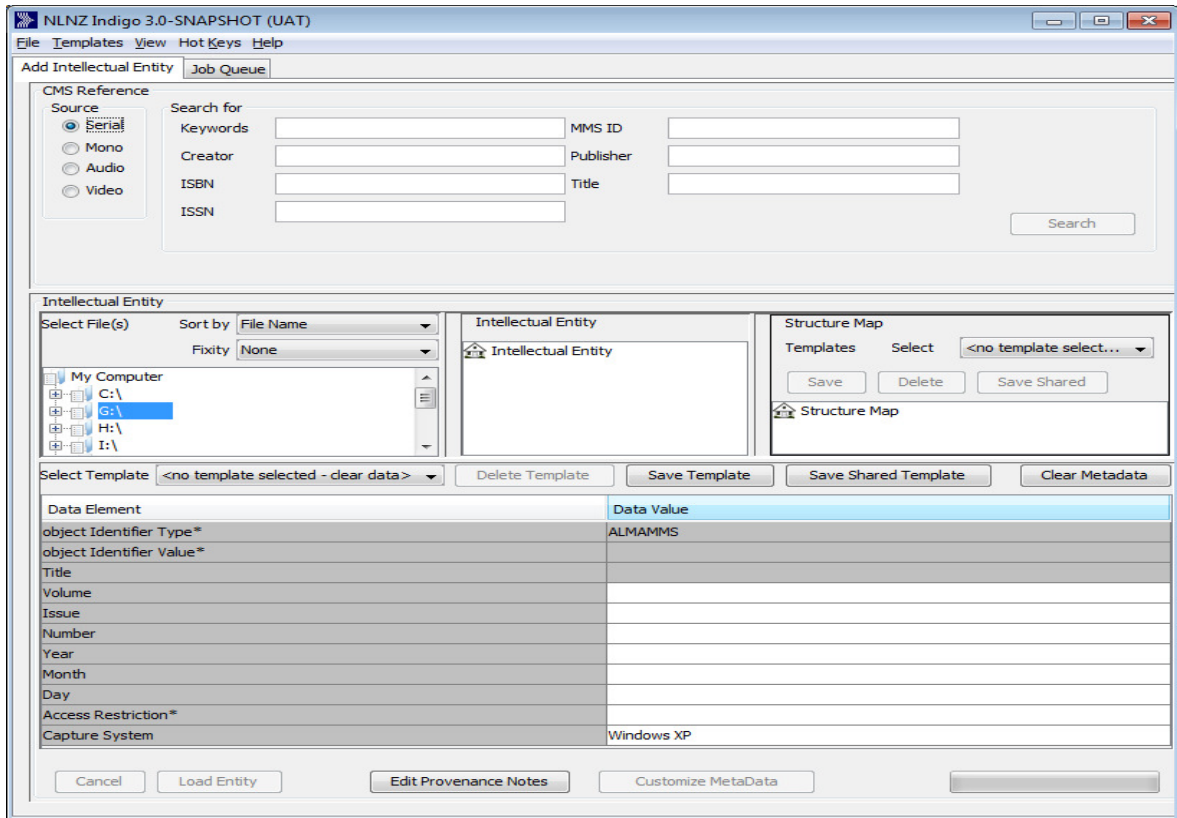 NLNZ Indigo 3.0-SNAPSHOT (UAT)
File Templates View Hot Keys Help
Add Intellectual Entity Job Queue
CMS Reference
Source Search for
Serial Keywords MMS ID
Mono
Creator Publisher
Audio
ISBN Title
Video
ISSN
Search
Intellectual Entity
Select File(s) Sort by File Name Intellectual Entity Structure Map
Fixity None Intellectual Entity Templates Select <no template select...
My Computer Save Delete Save Shared
C:\
G:\ Structure Map
H:\
I:\
Select Template <no template selected - clear data> Delete Template Save Template Save Shared Template Clear Metadata
Data Element Data Value
object Identifier Type* ALMAMMS
object Identifier Value*
Title
Volume
Issue
Number
Year
Month
Day
Access Restriction*
Capture System Windows XP
Cancel Load Entity Edit Provenance Notes Customize MetaData